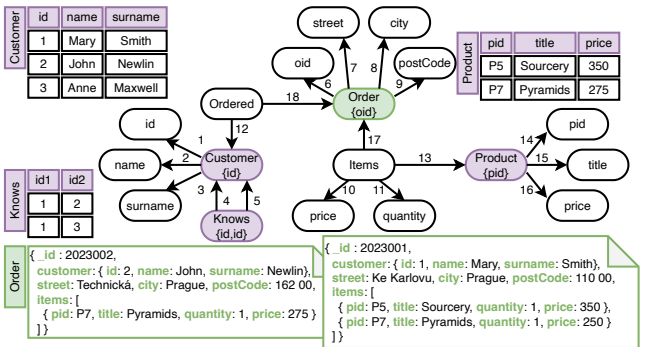 Customer
id name surname
1 Mary Smith
2 John Newlin
3 Anne Maxwell
street
city
oid
postCode
7
8
6
9
Product
pid title price
P5 Sourcery 350
P7 Pyramids 275
Ordered
18
Order
{oid}
12
17
id
1
name
2
Customer
{id}
surname
3
4
5
Knows
{id,id}
Items
13
Product
{pid}
14
pid
15
title
16
price
10
11
price
quantity
Knows
id1 id2
1 2
1 3
Order
{ _id : 2023002,
customer: { id: 2, name: John, surname: Newlin},
street: Technická, city: Prague, postCode: 162 00,
items: [
{ pid: P7, title: Pyramids, quantity: 1, price: 275 }
] }
{ _id : 2023001,
customer: { id: 1, name: Mary, surname: Smith},
street: Ke Karlovu, city: Prague, postCode: 110 00,
items: [
{ pid: P5, title: Sourcery, quantity: 1, price: 350 },
{ pid: P7, title: Pyramids, quantity: 1, price: 250 }
] }